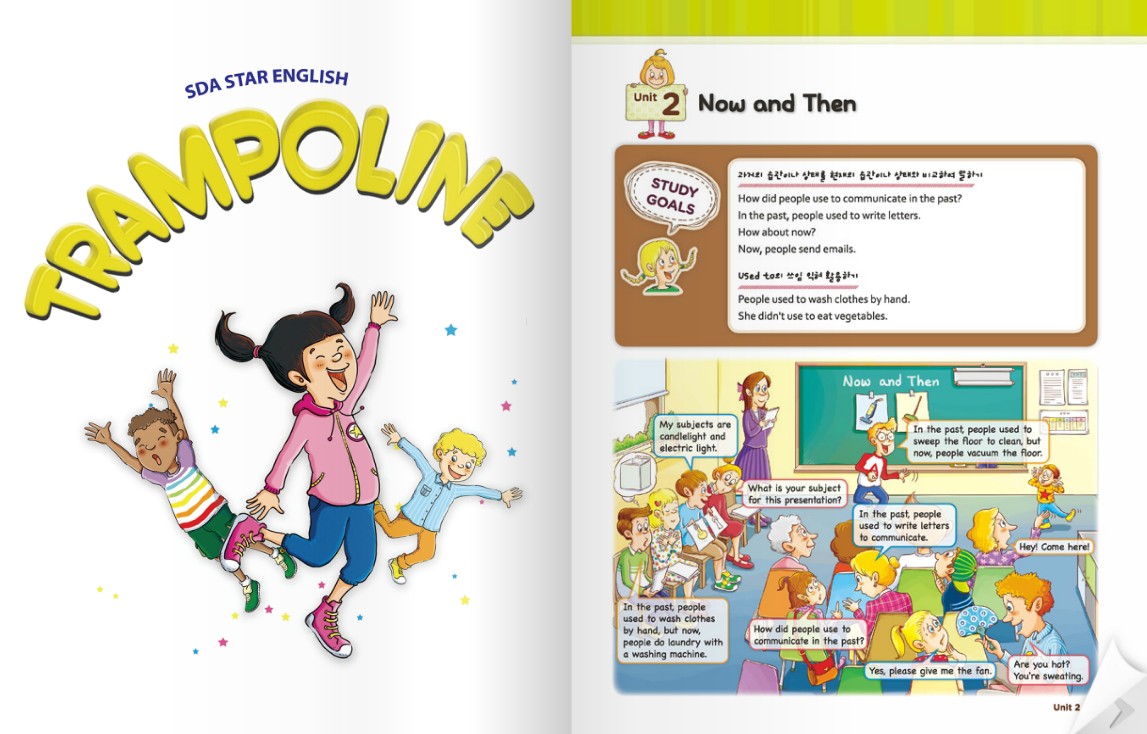 SDA STAR ENGLISH
TRAMPOLINE
Unit 2 Now and Then
STUDY
GOALS
과거의 습관이나 상태를 현재의 습관이나 상태와 비교하여 말하기
How did people use to communicate in the past?
In the past, people used to write letters.
How about now?
Now, people send emails.
used to의 쓰임 익혀 활용하기
People used to wash clothes by hand.
She didn't use to eat vegetables.
Now and Then
My subjects are
candlelight and
electric light.
In the past, people used to
sweep the floor to clean, but
now, people vacuum the floor.
What is your subject
for this presentation?
In the past, people
used to write letters
to communicate.
Hey! Come here!
In the past, people
used to wash clothes
by hand, but now,
people do laundry with
a washing machine.
How did people use to
communicate in the past?
Yes, please give me the fan.
Are you hot?
You're sweating.
Unit 2